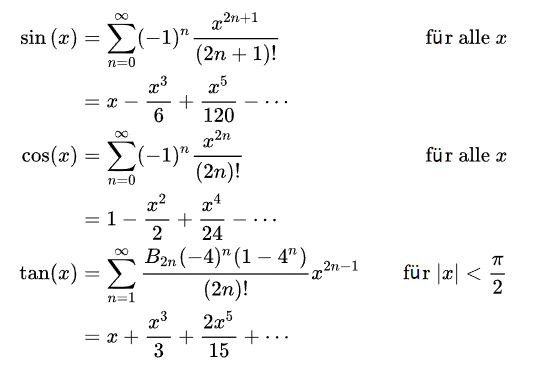 sin (x) = ∑_{n=0}^{∞} (-1)^n x^{2n+1}/(2n + 1)! für alle x
= x − x^3/6 + x^5/120 − ⋯
cos(x) = ∑_{n=0}^{∞} (-1)^n x^{2n}/(2n)! für alle x
= 1 − x^2/2 + x^4/24 − ⋯
tan(x) = ∑_{n=1}^{∞} B_{2n}(-4)^n(1 − 4^n)/(2n)! x^{2n−1} für |x| < π/2
= x + x^3/3 + 2x^5/15 + ⋯